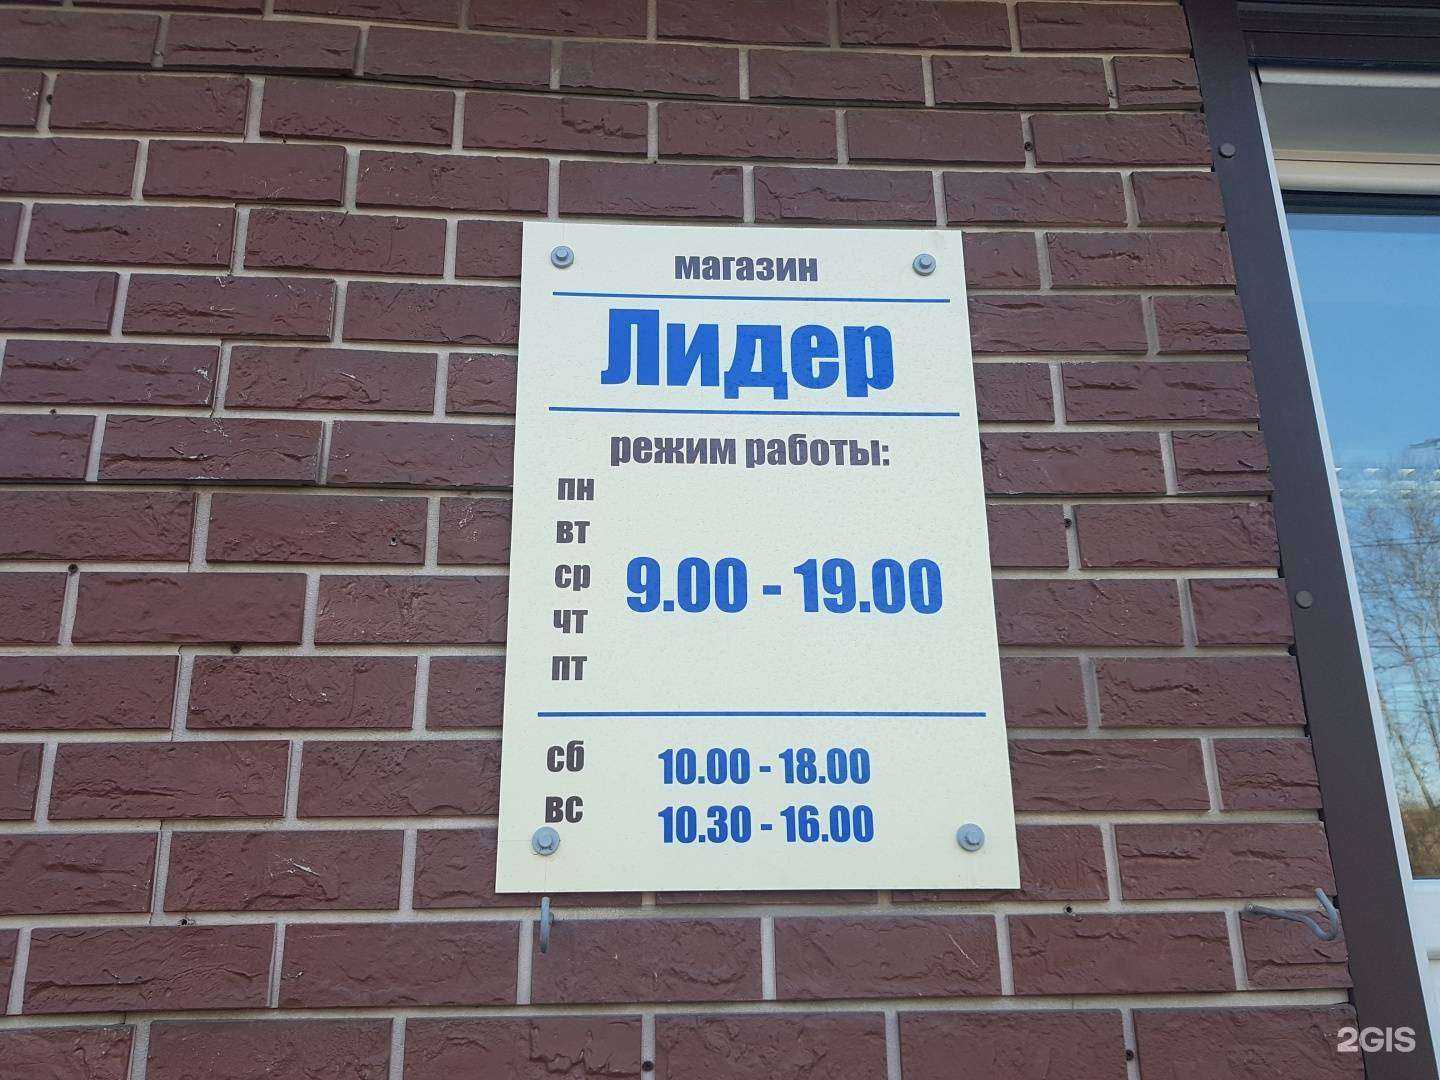 магазин
Лидер
режим работы:
пн
вт
ср
чт
пт
9.00 - 19.00
сб 10.00 - 18.00
вс 10.30 - 16.00
2GIS